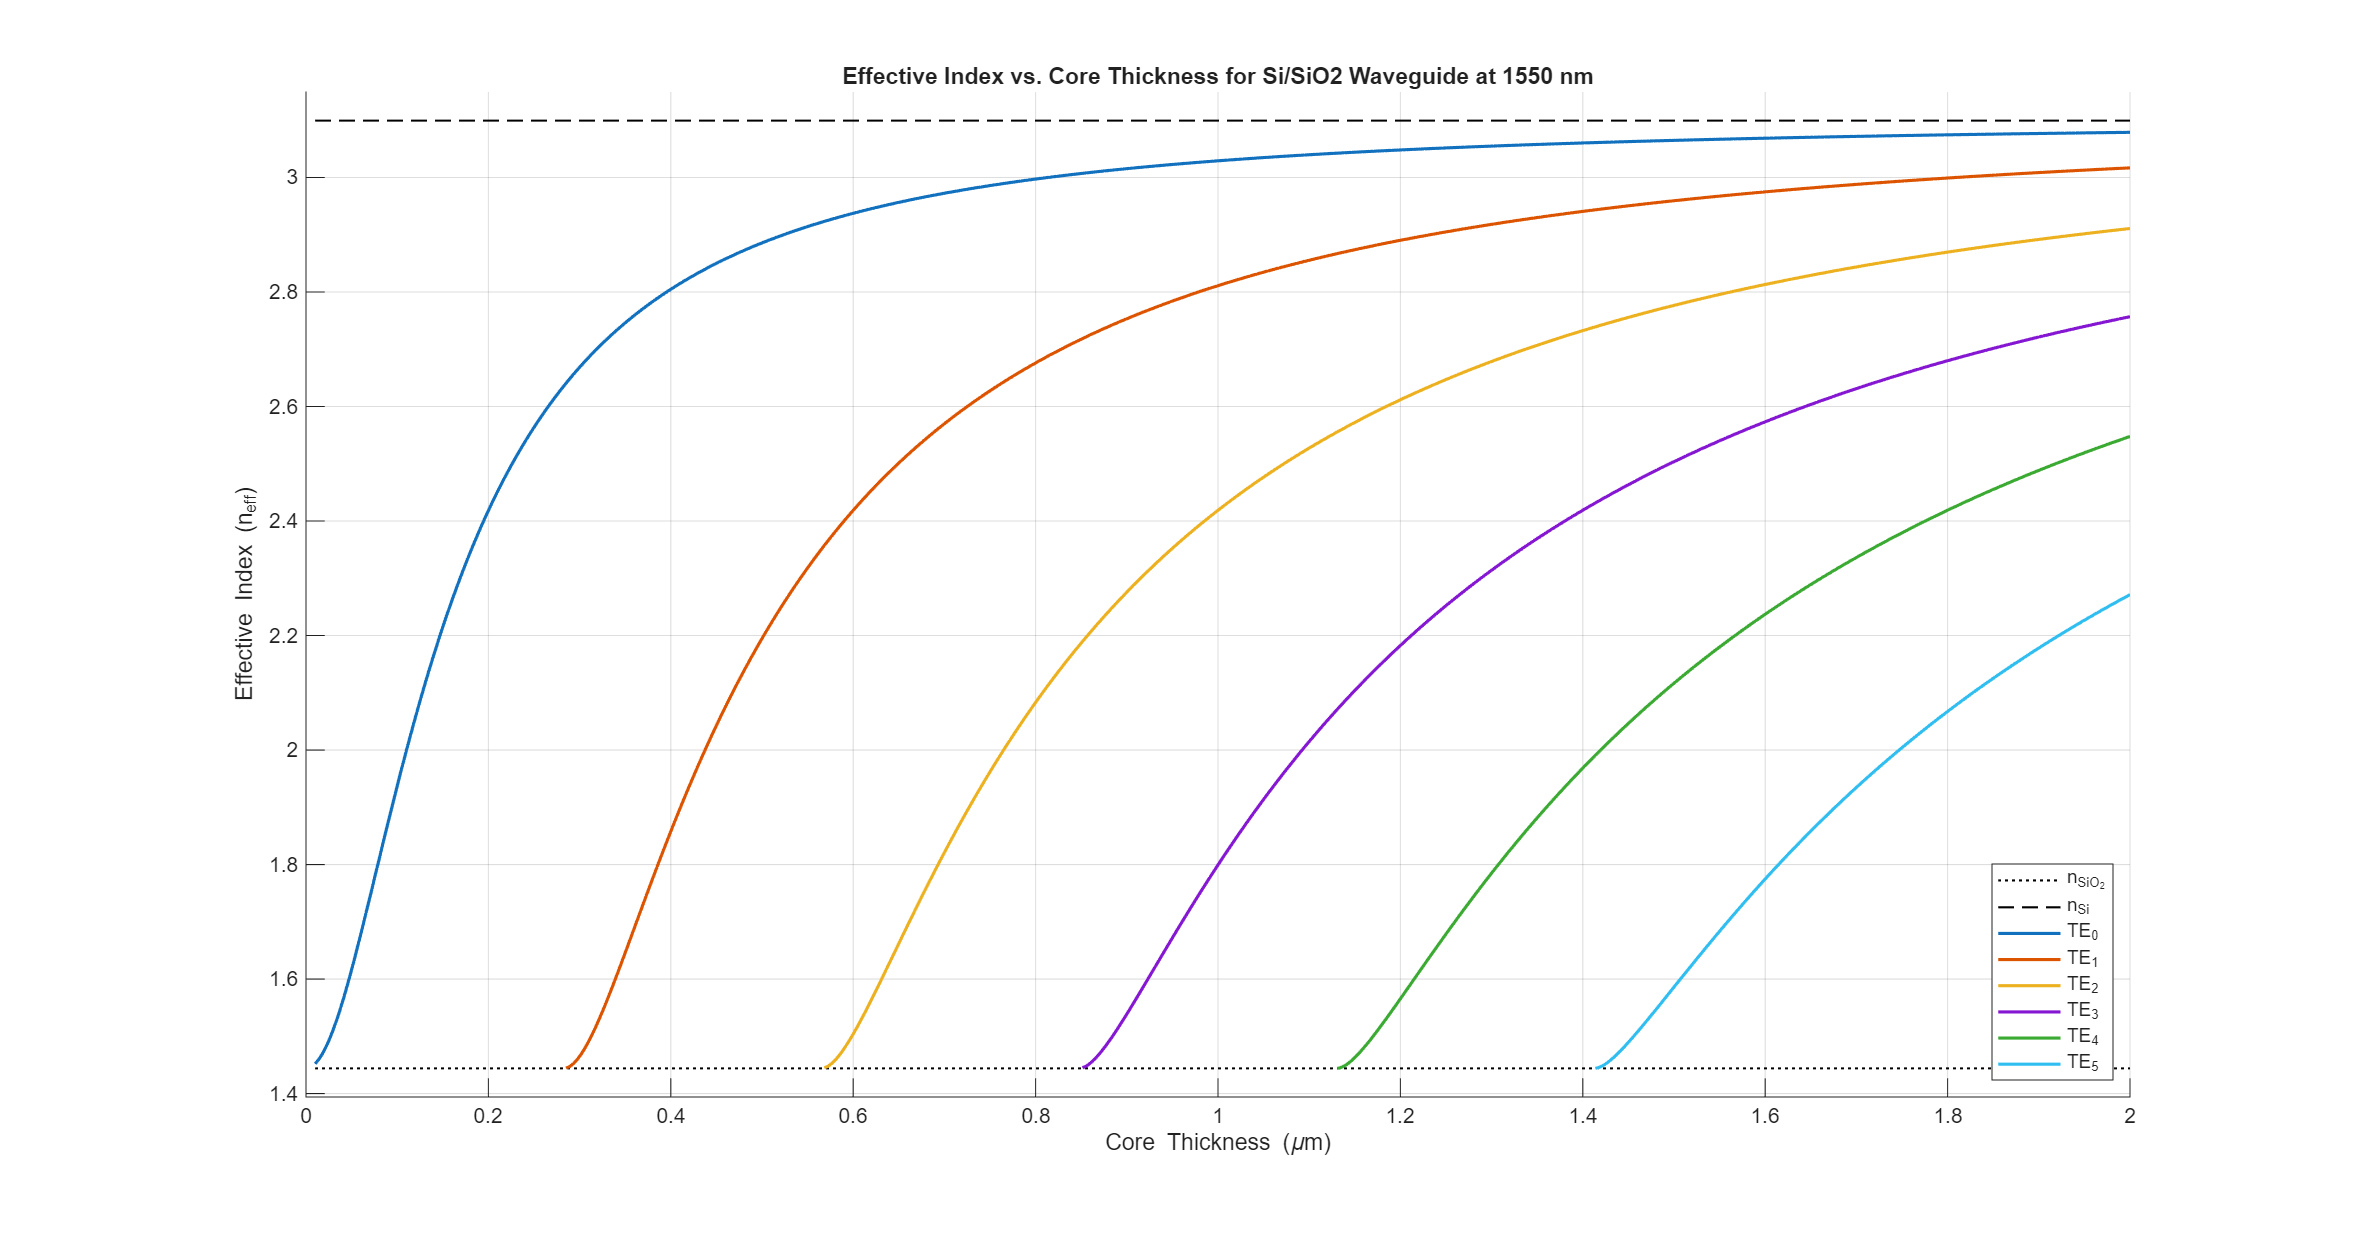 Effective Index vs. Core Thickness for Si/SiO2 Waveguide at 1550 nm
Effective Index (n_eff)
3
2.8
2.6
2.4
2.2
2
1.8
1.6
1.4
0 0.2 0.4 0.6 0.8 1 1.2 1.4 1.6 1.8 2
Core Thickness (µm)
n_SiO₂
n_Si
TE₀
TE₁
TE₂
TE₃
TE₄
TE₅